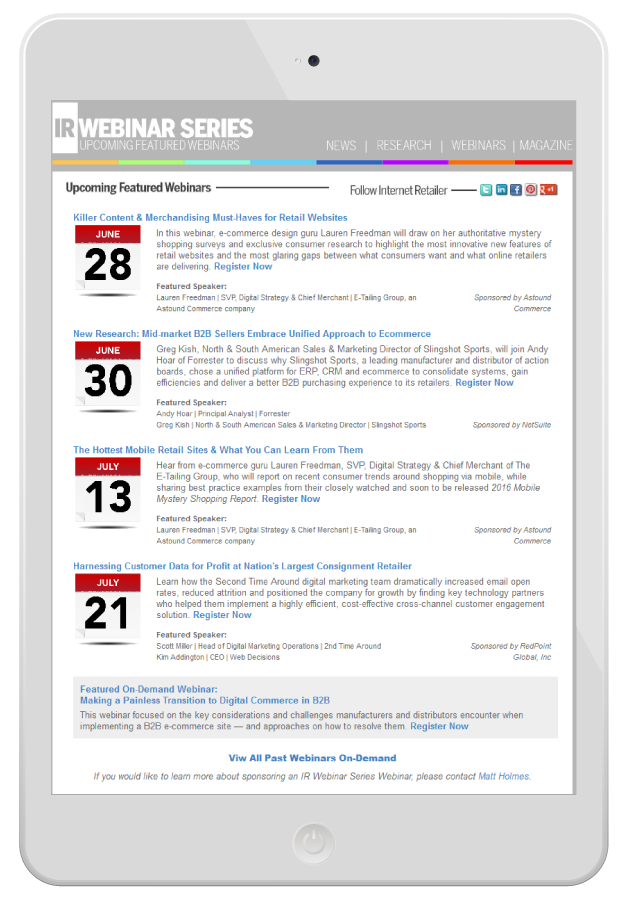 IR WEBINAR SERIES
UPCOMING FEATURED WEBINARS
NEWS | RESEARCH | WEBINARS | MAGAZINE
Upcoming Featured Webinars
Follow Internet Retailer
Killer Content & Merchandising Must-Haves for Retail Websites
JUNE
28
In this webinar, e-commerce design guru Lauren Freedman will draw on her authoritative mystery
shopping surveys and exclusive consumer research to highlight the most innovative new features of
retail websites and the most glaring gaps between what consumers want and what online retailers
are delivering. Register Now
Featured Speaker:
Lauren Freedman | SVP, Digital Strategy & Chief Merchant | E-Tailing Group, an
Astound Commerce company
Sponsored by Astound
Commerce
New Research: Mid-market B2B Sellers Embrace Unified Approach to Ecommerce
JUNE
30
Greg Kish, North & South American Sales & Marketing Director of Slingshot Sports, will join Andy
Hoar of Forrester to discuss why Slingshot Sports, a leading manufacturer and distributor of action
boards, chose a unified platform for ERP, CRM and ecommerce to consolidate systems, gain
efficiencies and deliver a better B2B purchasing experience to its retailers. Register Now
Featured Speaker:
Andy Hoar | Principal Analyst | Forrester
Greg Kish | North & South American Sales & Marketing Director | Slingshot Sports
Sponsored by NetSuite
The Hottest Mobile Retail Sites & What You Can Learn From Them
JULY
13
Hear from e-commerce guru Lauren Freedman, SVP, Digital Strategy & Chief Merchant of The
E-Tailing Group, who will report on recent consumer trends around shopping via mobile, while
sharing best practice examples from their closely watched and soon to be released 2016 Mobile
Mystery Shopping Report. Register Now
Featured Speaker:
Lauren Freedman | SVP, Digital Strategy & Chief Merchant | E-Tailing Group, an
Astound Commerce company
Sponsored by Astound
Commerce
Harnessing Customer Data for Profit at Nation's Largest Consignment Retailer
JULY
21
Learn how the Second Time Around digital marketing team dramatically increased email open
rates, reduced attrition and positioned the company for growth by finding key technology partners
who helped them implement a highly efficient, cost-effective cross-channel customer engagement
solution. Register Now
Featured Speaker:
Scott Miller | Head of Digital Marketing Operations | 2nd Time Around
Kim Addington | CEO | Web Decisions
Sponsored by RedPoint
Global, Inc
Featured On-Demand Webinar:
Making a Painless Transition to Digital Commerce in B2B
This webinar focused on the key considerations and challenges manufacturers and distributors encounter when
implementing a B2B e-commerce site — and approaches on how to resolve them. Register Now
Viw All Past Webinars On-Demand
If you would like to learn more about sponsoring an IR Webinar Series Webinar, please contact Matt Holmes.